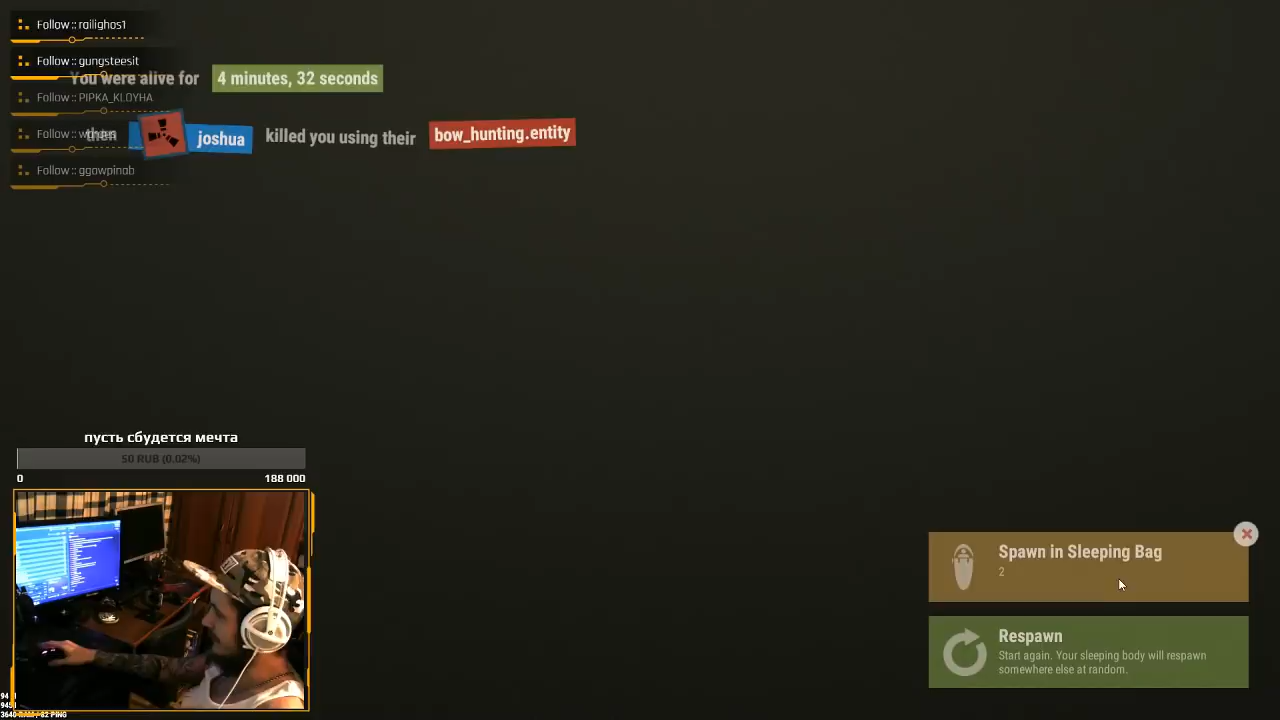 Follow :: railighos1
Follow :: gungsteesit
You were alive for 4 minutes, 32 seconds
Follow :: PIPKA_KLOYHA
then joshua killed you using their bow_hunting.entity
Follow ::
Follow :: ggowpinab
пусть сбудется мечта
50 RUB (0.02%)
0 188 000
Spawn in Sleeping Bag
2
Respawn
Start again. Your sleeping body will respawn
somewhere else at random.